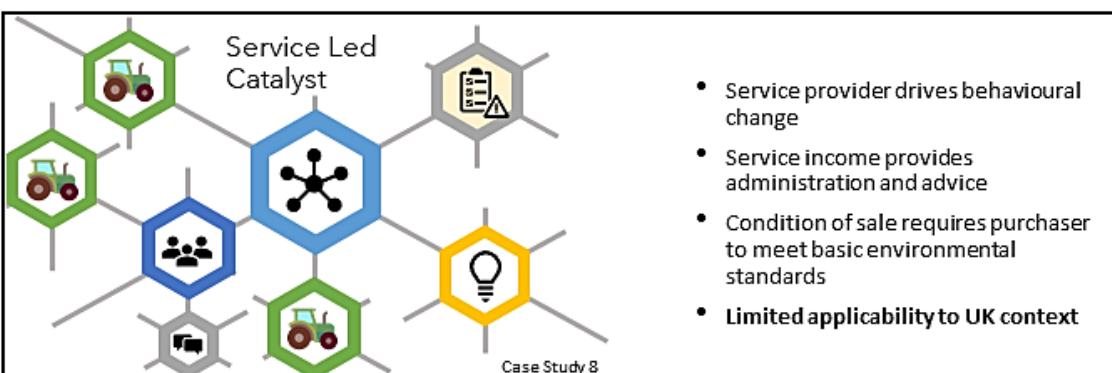 Service Led
Catalyst
• Service provider drives behavioural
change
• Service income provides
administration and advice
• Condition of sale requires purchaser
to meet basic environmental
standards
• Limited applicability to UK context
Case Study 8